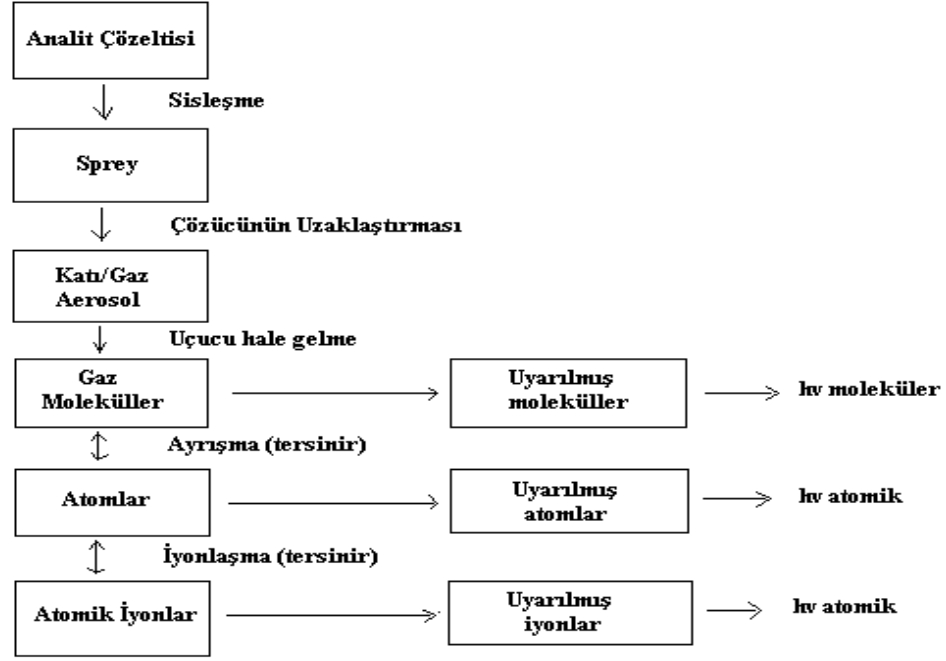 Analit Çözeltisi
Sisleşme
Sprey
Çözücünün Uzaklaştırması
Katı/Gaz
Aerosol
Uçucu hale gelme
Gaz
Moleküller
Uyarılmış
moleküller
hv moleküler
Ayrışma (tersinir)
Atomlar
Uyarılmış
atomlar
hv atomik
İyonlaşma (tersinir)
Atomik İyonlar
Uyarılmış
iyonlar
hv atomik